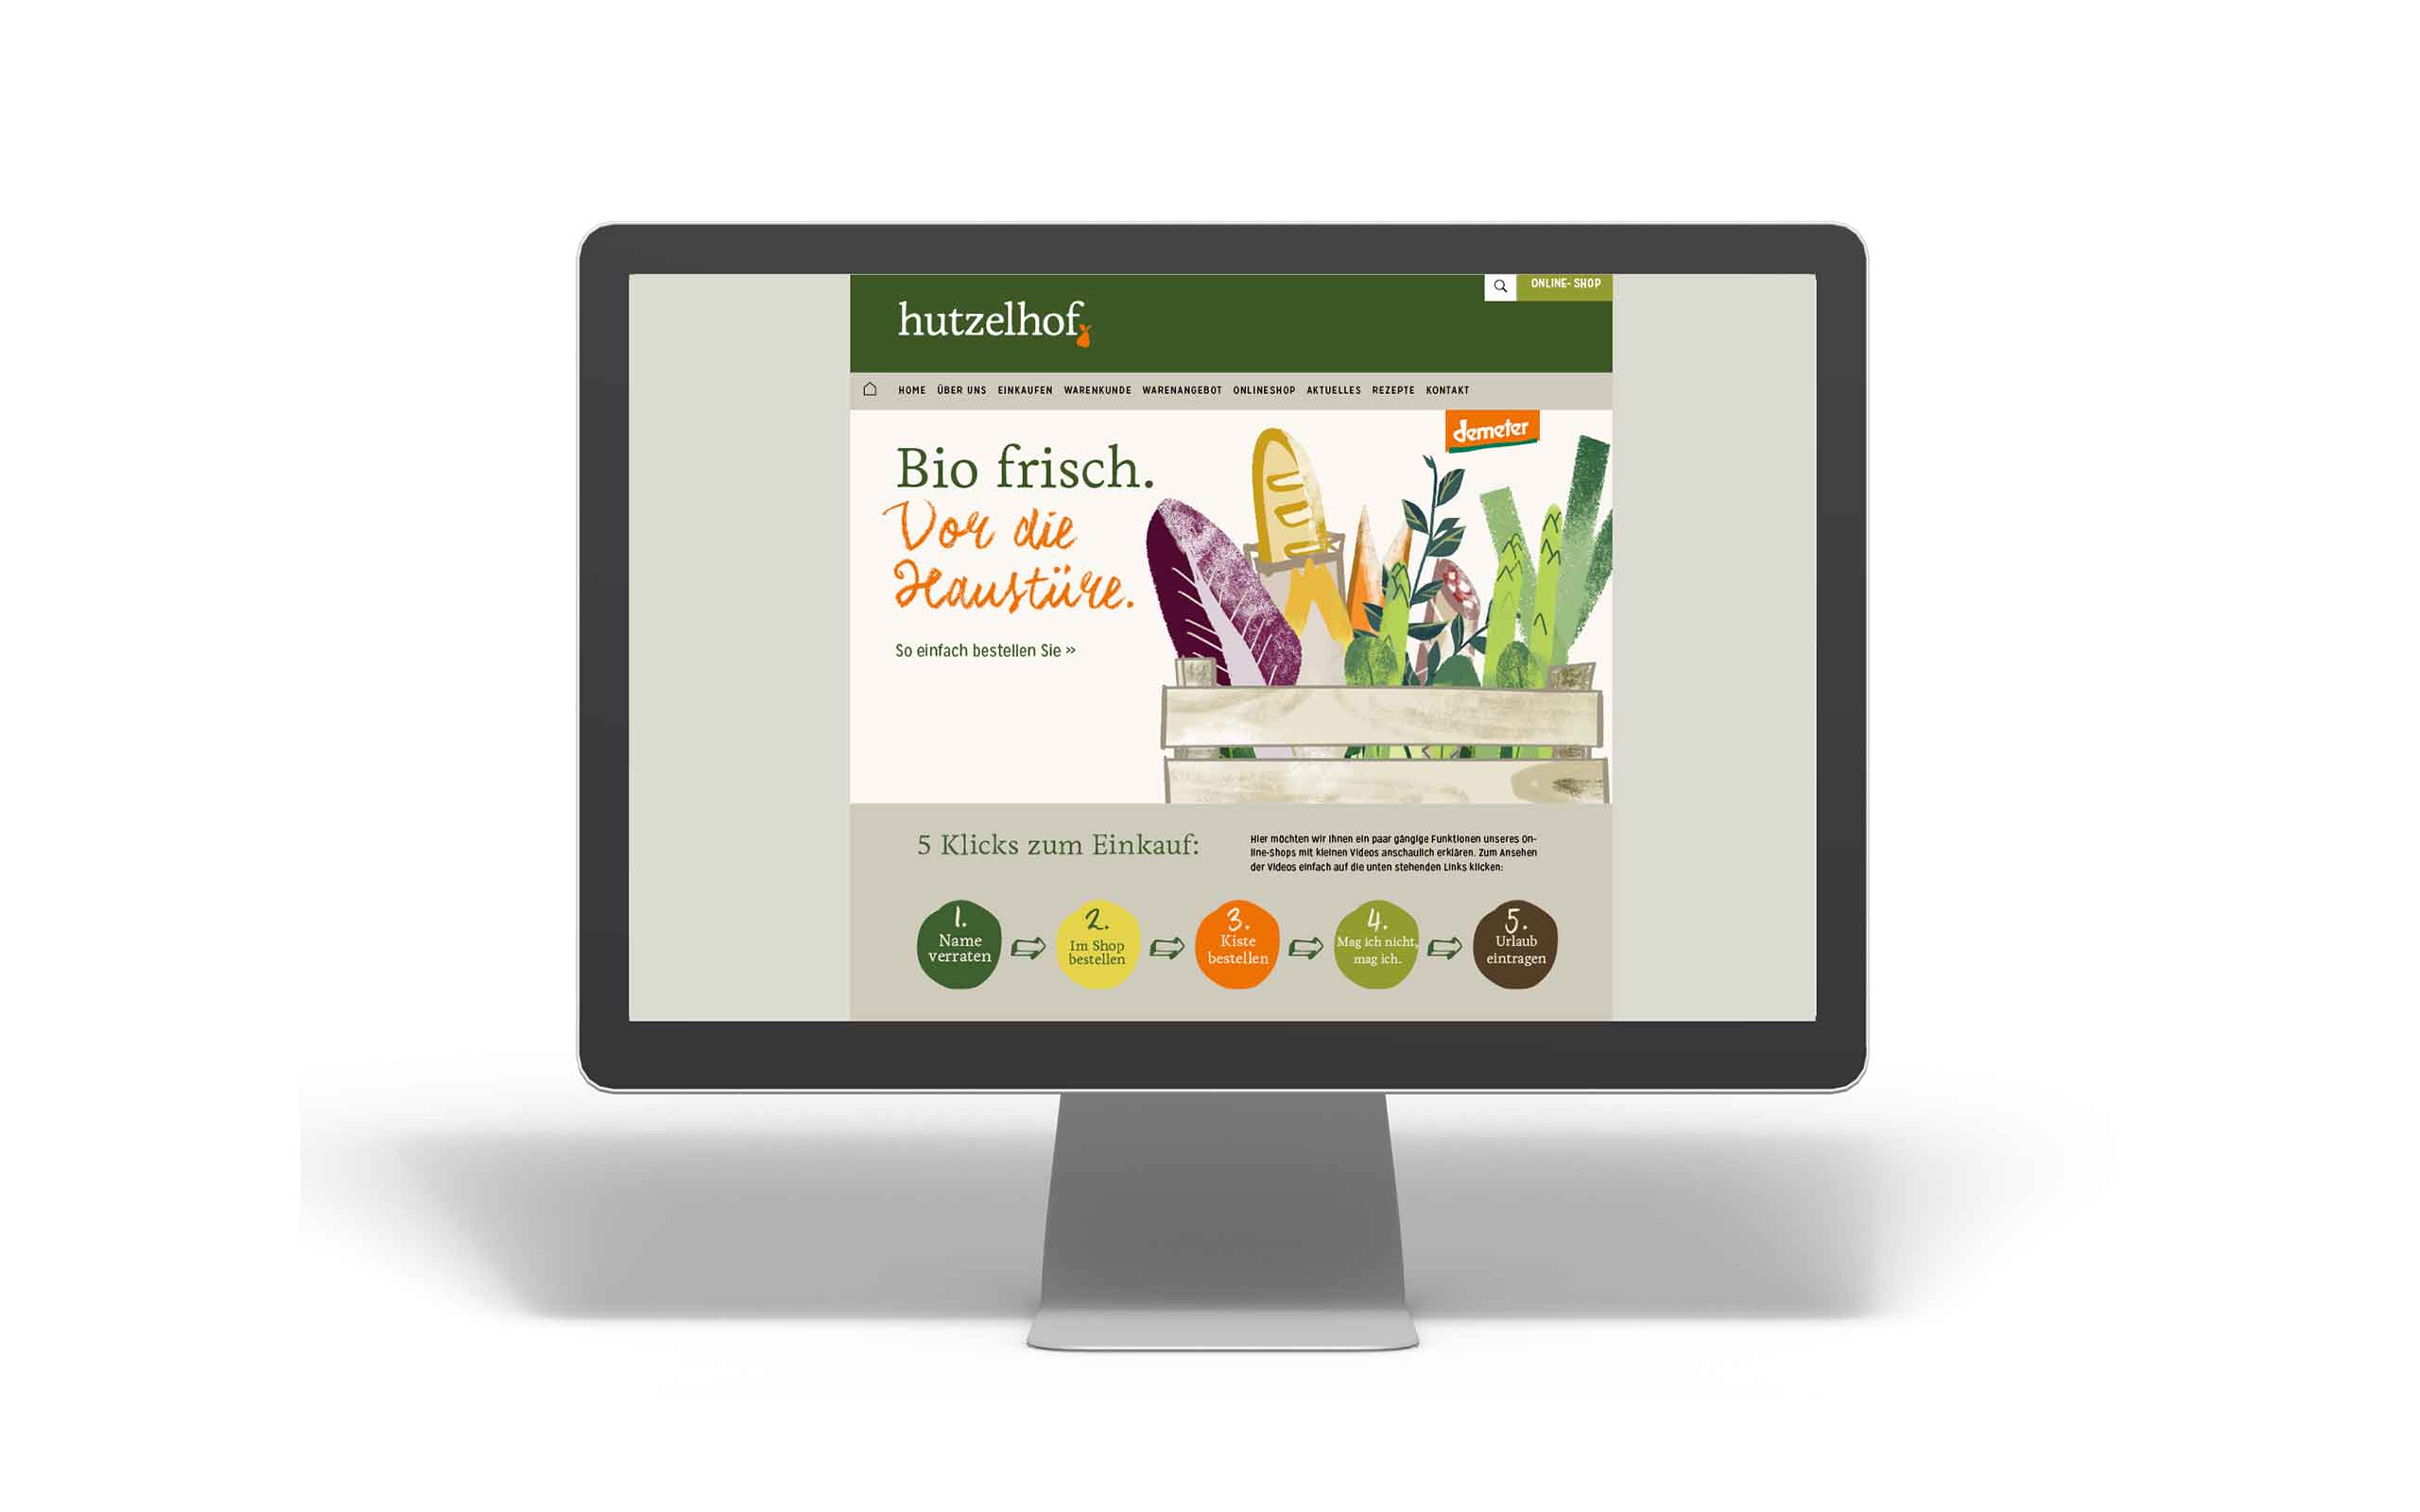 ONLINE- SHOP
hutzelhof
HOME ÜBER UNS EINKAUFEN WARENKUNDE WARENANGEBOT ONLINESHOP AKTUELLES REZEPTE KONTAKT
demeter
Bio frisch.
Vor die
Haustüre.
So einfach bestellen Sie »
5 Klicks zum Einkauf:
Hier möchten wir Ihnen ein paar gängige Funktionen unseres On-
line-Shops mit kleinen Videos anschaulich erklären. Zum Ansehen
der Videos einfach auf die unten stehenden Links klicken:
1.
Name
verraten
2.
Im Shop
bestellen
3.
Kiste
bestellen
4.
Mag ich nicht,
mag ich.
5.
Urlaub
eintragen